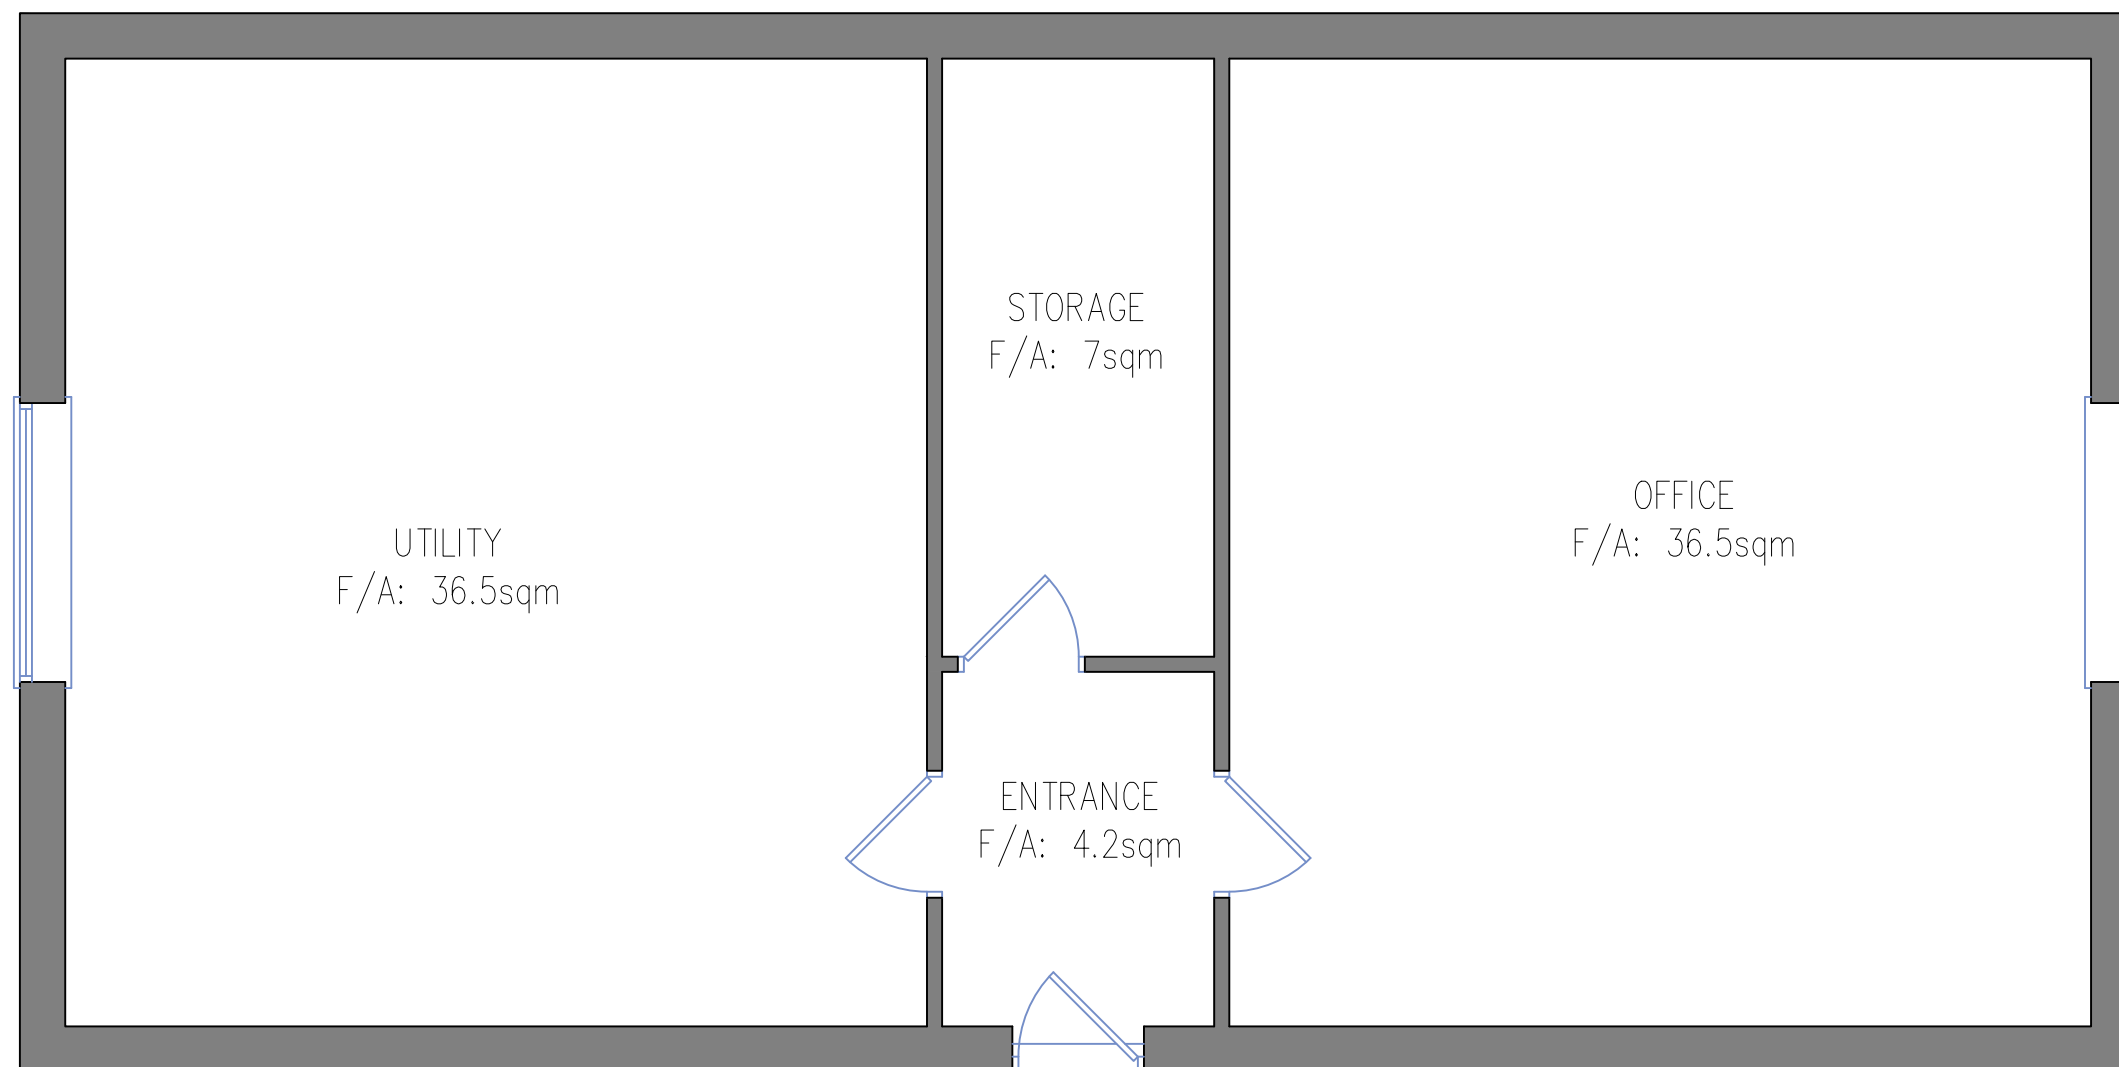 STORAGE
F/A: 7sqm
OFFICE
F/A: 36.5sqm
UTILITY
F/A: 36.5sqm
ENTRANCE
F/A: 4.2sqm